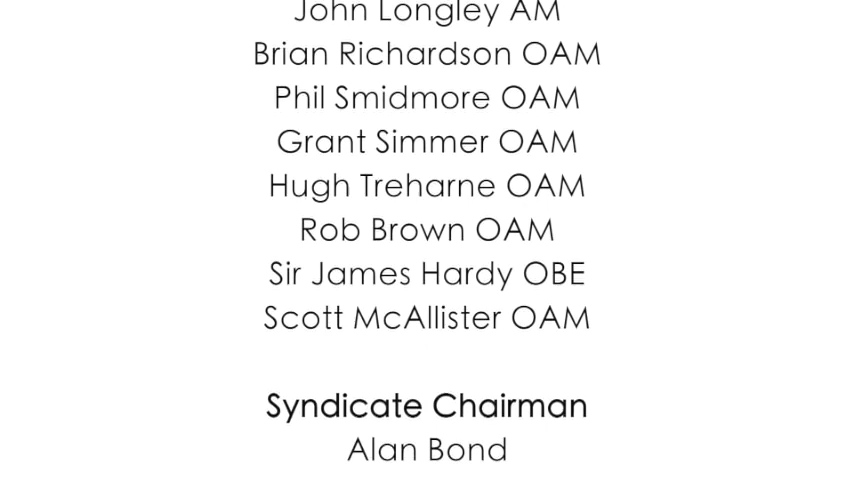 John Longley AM
Brian Richardson OAM
Phil Smidmore OAM
Grant Simmer OAM
Hugh Treharne OAM
Rob Brown OAM
Sir James Hardy OBE
Scott McAllister OAM
Syndicate Chairman
Alan Bond